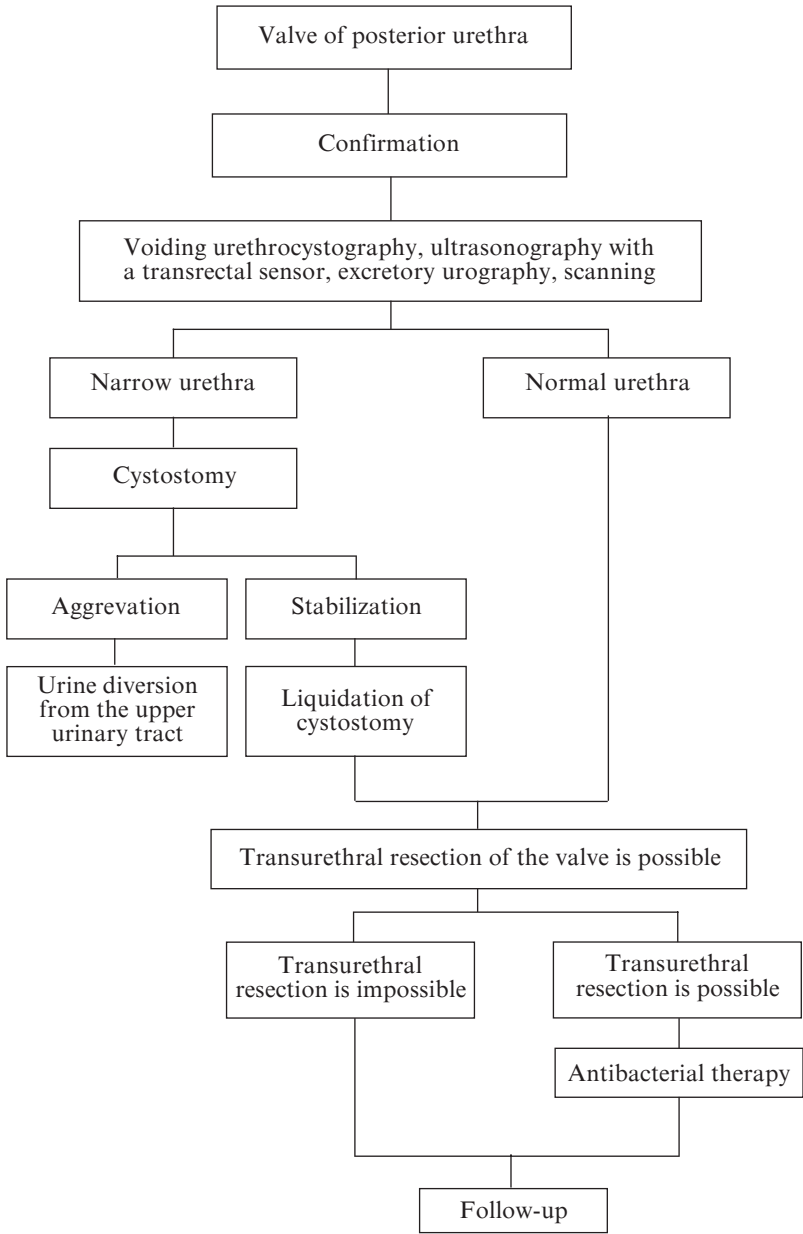 Valve of posterior urethra
Confirmation
Voiding urethrocystography, ultrasonography with
a transrectal sensor, excretory urography, scanning
Narrow urethra
Normal urethra
Cystostomy
Aggrevation
Stabilization
Urine diversion
from the upper
urinary tract
Liquidation of
cystostomy
Transurethral resection of the valve is possible
Transurethral
resection is impossible
Transurethral
resection is possible
Antibacterial therapy
Follow-up